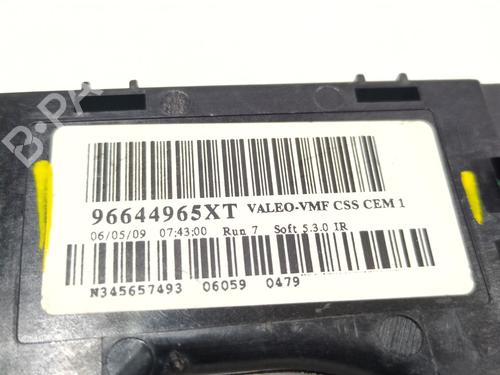 B-PARTS
96644965XT VALEO-VMF CSS CEM 1
06/05/09 07:43:00 Run 7 Soft 5.3.0 IR
N345657493 06059 0479